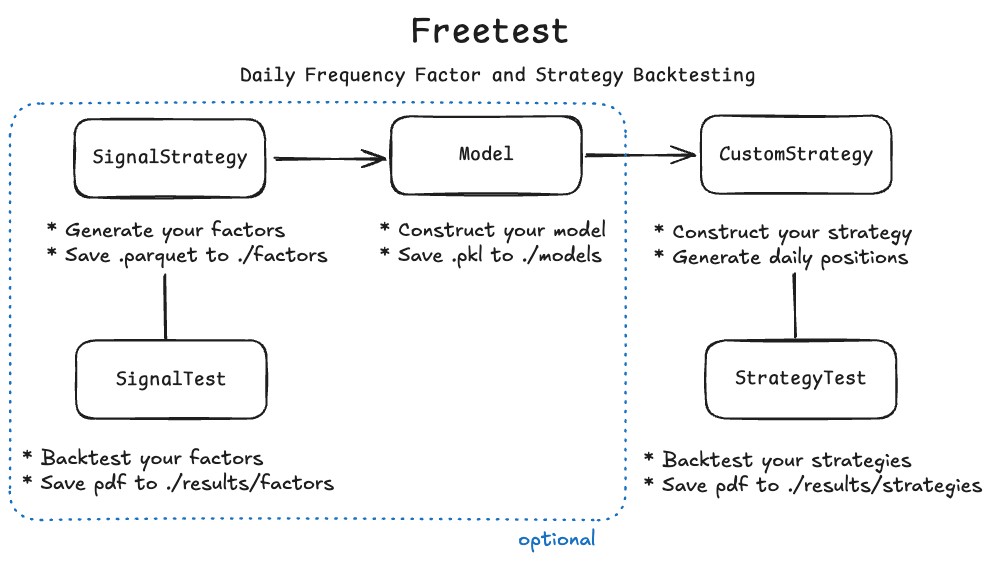 Freetest
Daily Frequency Factor and Strategy Backtesting
SignalStrategy
Model
CustomStrategy
* Generate your factors
* Save .parquet to ./factors
* Construct your model
* Save .pkl to ./models
* Construct your strategy
* Generate daily positions
SignalTest
StrategyTest
* Backtest your factors
* Save pdf to ./results/factors
* Backtest your strategies
* Save pdf to ./results/strategies
optional